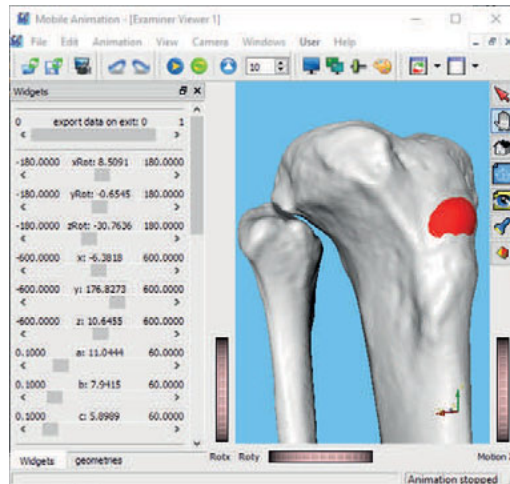 Mobile Animation - [Examiner Viewer 1]
File Edit Animation View Camera Windows User Help
10
Widgets
0 export data on exit: 0 1
-180.0000 xRot: 8.5091 180.0000
-180.0000 yRot: -0.6545 180.0000
-180.0000 zRot: -30.7636 180.0000
-600.0000 x: -6.3818 600.0000
-600.0000 y: 176.8273 600.0000
-600.0000 z: 10.6455 600.0000
0.1000 a: 11.0444 60.0000
0.1000 b: 7.9415 60.0000
0.1000 c: 5.8989 60.0000
Widgets geometries
Rotx Roty Motion
Animation stopped